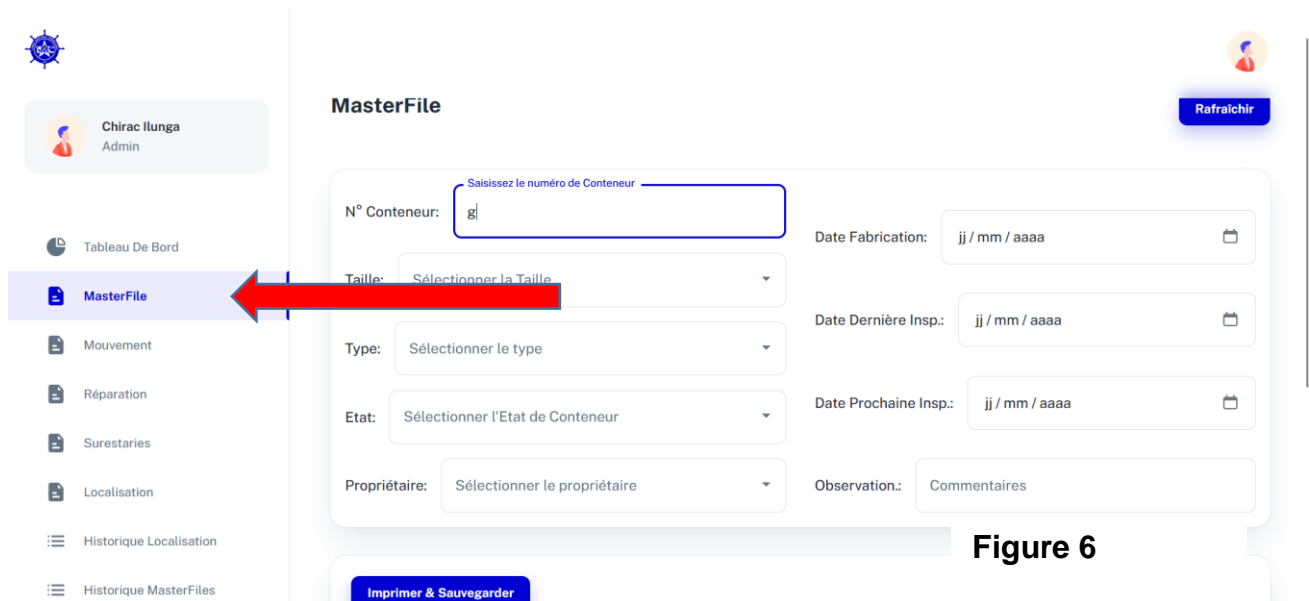 Chirac Ilunga
Admin
Tableau De Bord
MasterFile
Mouvement
Réparation
Surestaries
Localisation
Historique Localisation
Historique MasterFiles
MasterFile
Rafraîchir
Saisissez le numéro de Conteneur
N° Conteneur: g
Taille: Sélectionner la Taille
Type: Sélectionner le type
Etat: Sélectionner l'Etat de Conteneur
Propriétaire: Sélectionner le propriétaire
Date Fabrication: jj / mm / aaaa
Date Dernière Insp.: jj / mm / aaaa
Date Prochaine Insp.: jj / mm / aaaa
Observation.: Commentaires
Figure 6
Imprimer & Sauvegarder